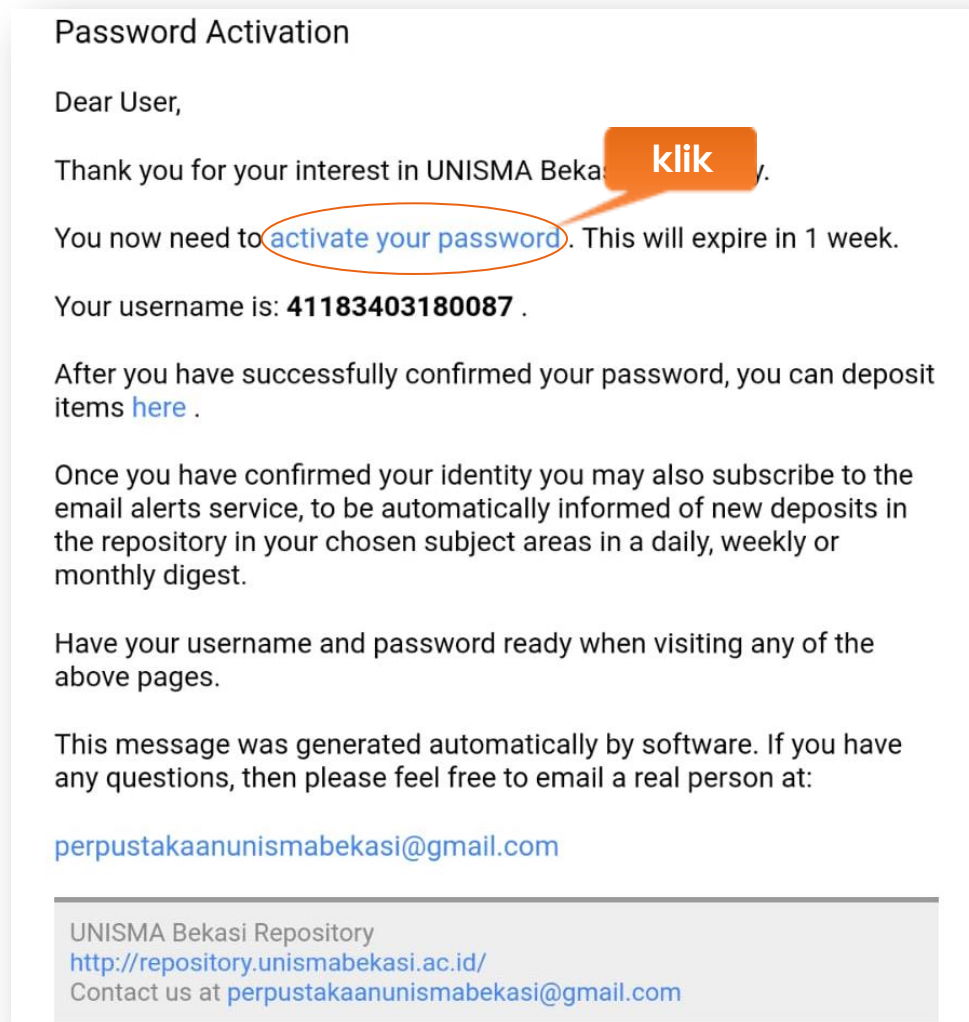 Password Activation
Dear User,
klik
Thank you for your interest in UNISMA y.
You now need to activate your password . This will expire in 1 week.
Your username is: 41183403180087 .
After you have successfully confirmed your password, you can deposit
items here .
Once you have confirmed your identity you may also subscribe to the
email alerts service, to be automatically informed of new deposits in
the repository in your chosen subject areas in a daily, weekly or
monthly digest.
Have your username and password ready when visiting any of the
above pages.
This message was generated automatically by software. If you have
any questions, then please feel free to email a real person at:
perpustakaanunismabekasi@gmail.com
UNISMA Bekasi Repository
http://repository.unismabekasi.ac.id/
Contact us at perpustakaanunismabekasi@gmail.com